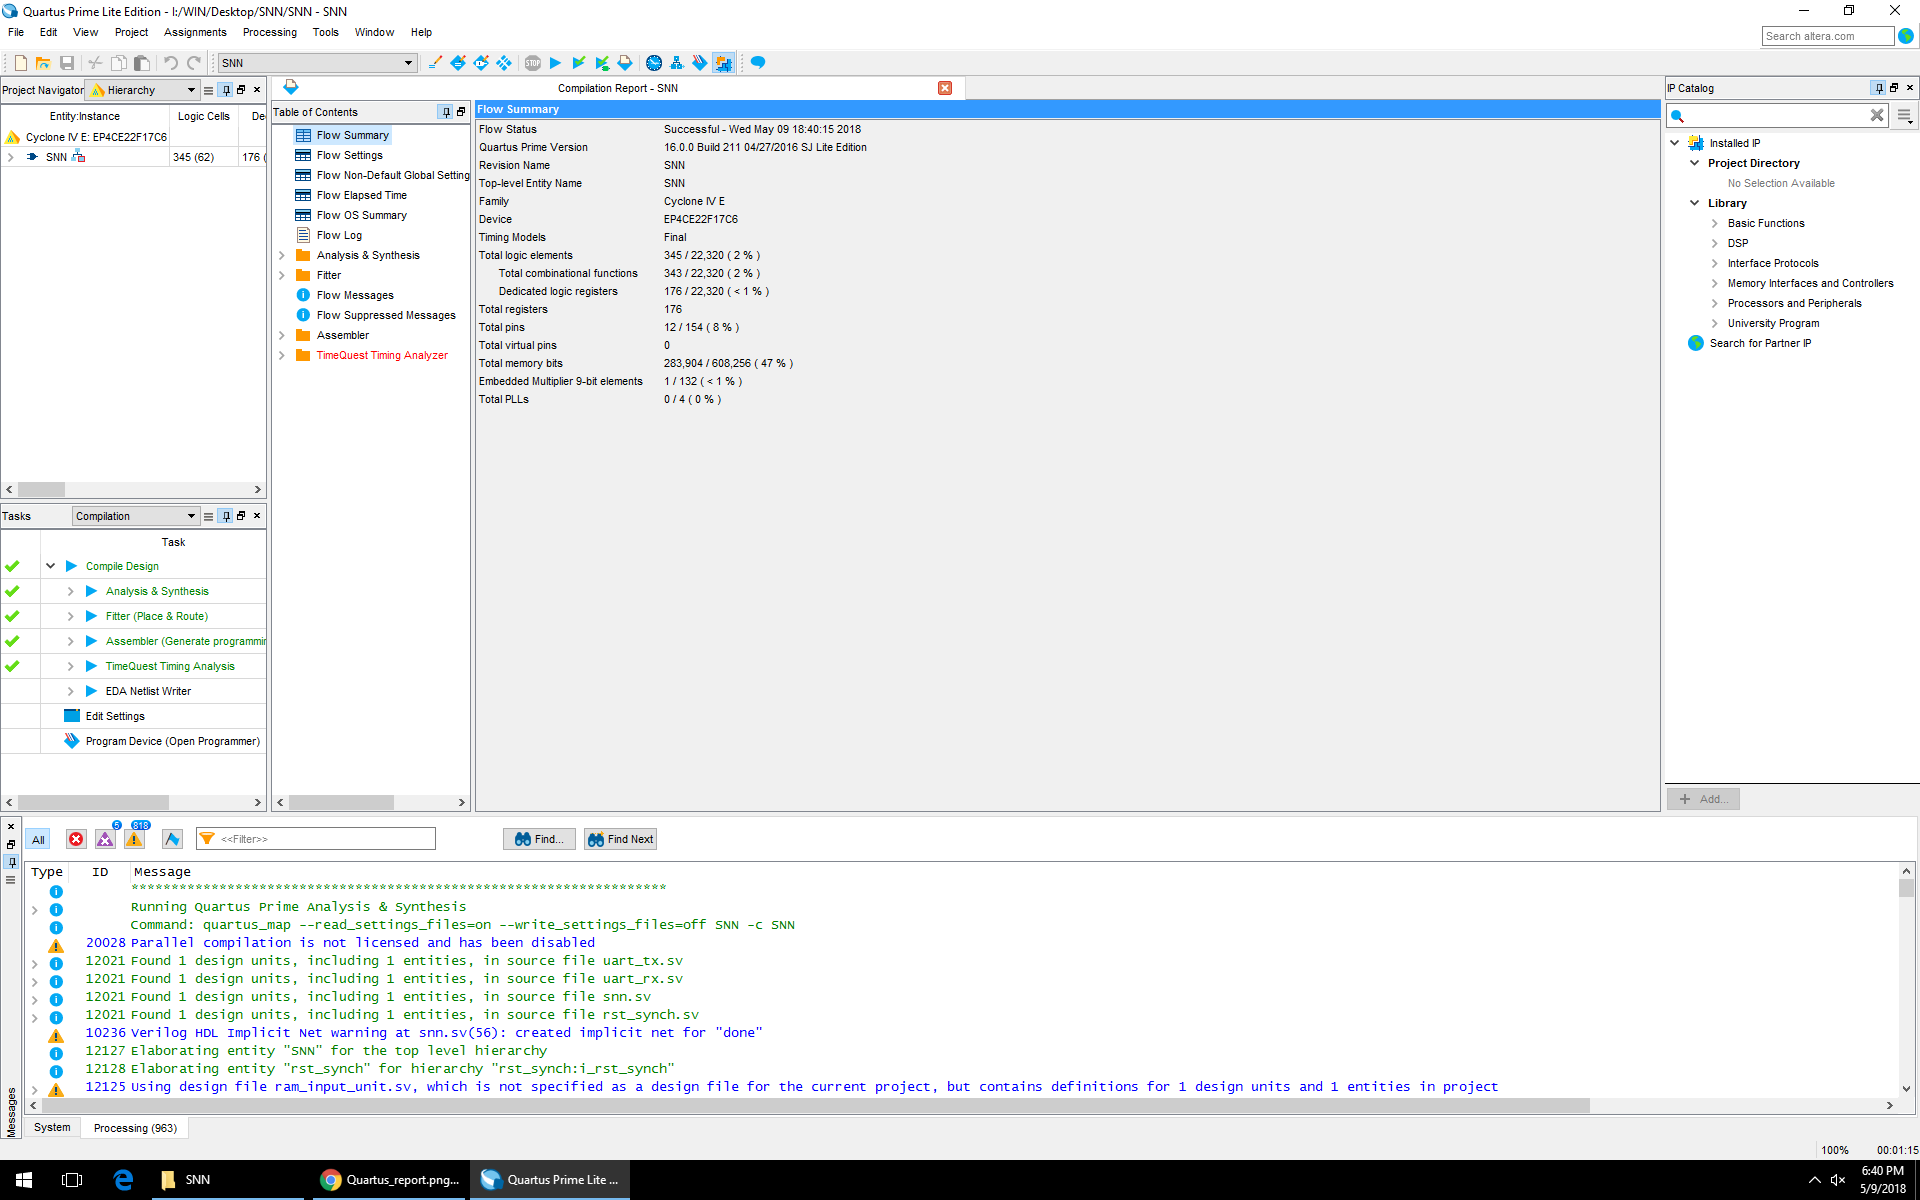 Quartus Prime Lite Edition - I:/WIN/Desktop/SNN/SNN - SNN
File Edit View Project Assignments Processing Tools Window Help
Search altera.com
SNN
Project Navigator Hierarchy
Entity:Instance Logic Cells De
Cyclone IV E: EP4CE22F17C6
SNN 345 (62) 176 (
Tasks Compilation
Task
Compile Design
Analysis & Synthesis
Fitter (Place & Route)
Assembler (Generate programmin
TimeQuest Timing Analysis
EDA Netlist Writer
Edit Settings
Program Device (Open Programmer)
Compilation Report - SNN
Table of Contents
Flow Summary
Flow Settings
Flow Non-Default Global Setting
Flow Elapsed Time
Flow OS Summary
Flow Log
Analysis & Synthesis
Fitter
Flow Messages
Flow Suppressed Messages
Assembler
TimeQuest Timing Analyzer
Flow Summary
Flow Status Successful - Wed May 09 18:40:15 2018
Quartus Prime Version 16.0.0 Build 211 04/27/2016 SJ Lite Edition
Revision Name SNN
Top-level Entity Name SNN
Family Cyclone IV E
Device EP4CE22F17C6
Timing Models Final
Total logic elements 345 / 22,320 ( 2 % )
Total combinational functions 343 / 22,320 ( 2 % )
Dedicated logic registers 176 / 22,320 ( < 1 % )
Total registers 176
Total pins 12 / 154 ( 8 % )
Total virtual pins 0
Total memory bits 283,904 / 608,256 ( 47 % )
Embedded Multiplier 9-bit elements 1 / 132 ( < 1 % )
Total PLLs 0 / 4 ( 0 % )
IP Catalog
Installed IP
Project Directory
No Selection Available
Library
Basic Functions
DSP
Interface Protocols
Memory Interfaces and Controllers
Processors and Peripherals
University Program
Search for Partner IP
+ Add...
All 5 818 <<Filter>> Find... Find Next
Type ID Message
*******************************************************************
Running Quartus Prime Analysis & Synthesis
Command: quartus_map --read_settings_files=on --write_settings_files=off SNN -c SNN
20028 Parallel compilation is not licensed and has been disabled
12021 Found 1 design units, including 1 entities, in source file uart_tx.sv
12021 Found 1 design units, including 1 entities, in source file uart_rx.sv
12021 Found 1 design units, including 1 entities, in source file snn.sv
12021 Found 1 design units, including 1 entities, in source file rst_synch.sv
10236 Verilog HDL Implicit Net warning at snn.sv(56): created implicit net for "done"
12127 Elaborating entity "SNN" for the top level hierarchy
12128 Elaborating entity "rst_synch" for hierarchy "rst_synch:i_rst_synch"
12125 Using design file ram_input_unit.sv, which is not specified as a design file for the current project, but contains definitions for 1 design units and 1 entities in project
Messages
System Processing (963)
100% 00:01:15
SNN Quartus_report.png... Quartus Prime Lite ...
6:40 PM
5/9/2018